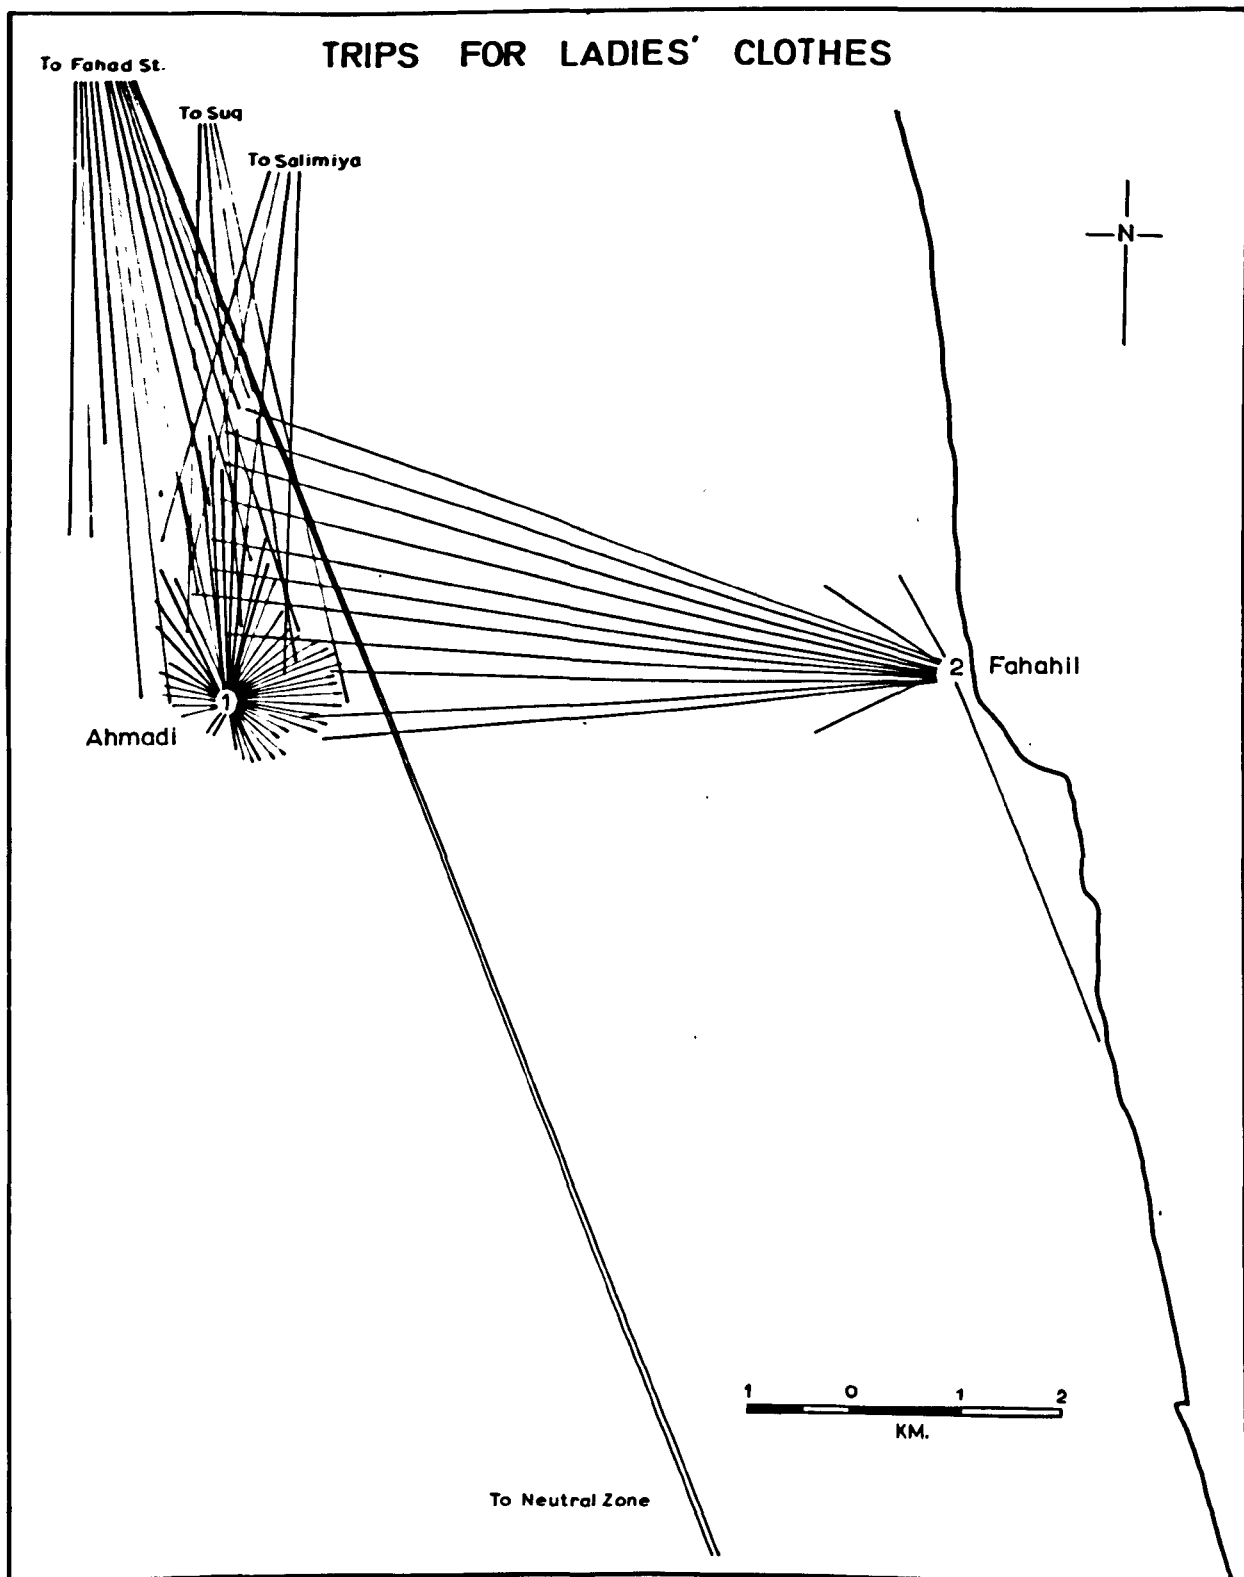 TRIPS FOR LADIES' CLOTHES
To Fahad St.
To Suq
To Salimiya
N
2 Fahahil
1
Ahmadi
1 0 1 2
KM.
To Neutral Zone